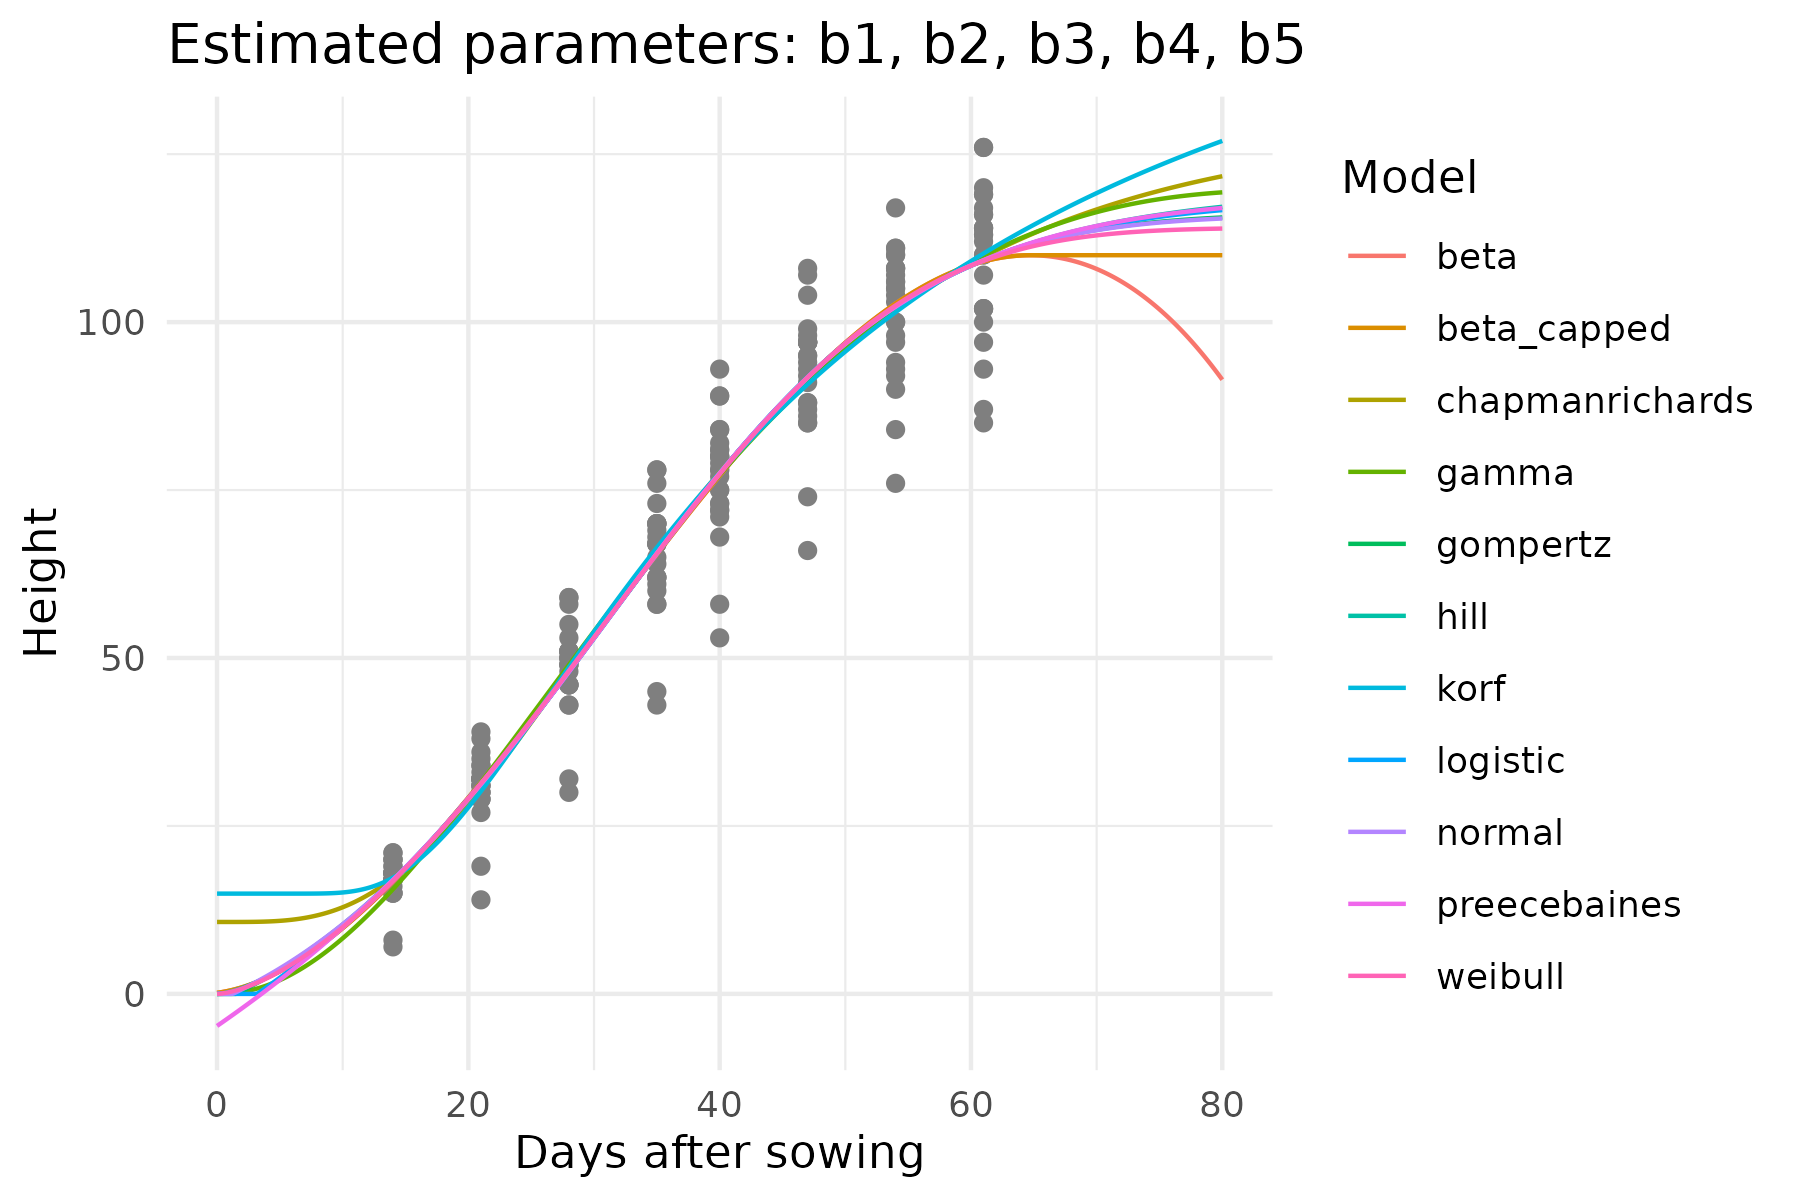 Estimated parameters: b1, b2, b3, b4, b5
Height
100
50
0
0 20 40 60 80
Days after sowing
Model
beta
beta_capped
chapmanrichards
gamma
gompertz
hill
korf
logistic
normal
preecebaines
weibull